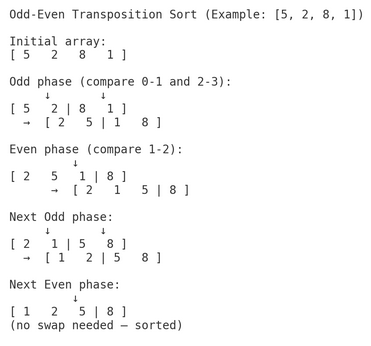 Odd-Even Transposition Sort (Example: [5, 2, 8, 1])
Initial array:
[ 5   2   8   1 ]
Odd phase (compare 0-1 and 2-3):
     ↓       ↓
[ 5   2 | 8   1 ]
  →  [ 2   5 | 1   8 ]
Even phase (compare 1-2):
         ↓
[ 2   5   1 | 8 ]
      →  [ 2   1   5 | 8 ]
Next Odd phase:
     ↓       ↓
[ 2   1 | 5   8 ]
  →  [ 1   2 | 5   8 ]
Next Even phase:
         ↓
[ 1   2   5 | 8 ]
(no swap needed — sorted)